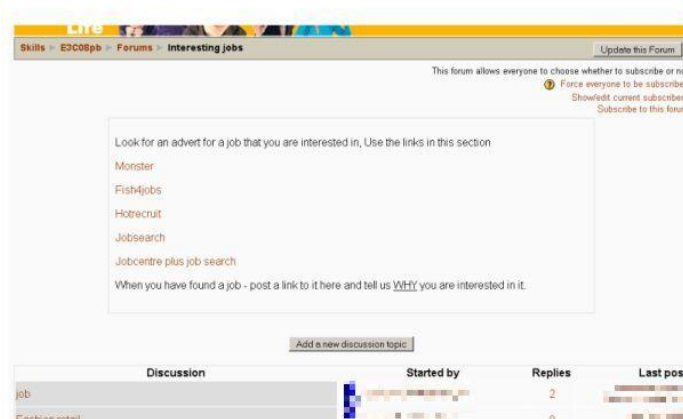 Life
Skills ► E3C08pb ► Forums ► Interesting jobs
Update this Forum
This forum allows everyone to choose whether to subscribe or no
Force everyone to be subscribe
Show/edit current subscriber
Subscribe to this foru
Look for an advert for a job that you are interested in, Use the links in this section
Monster
Fish4jobs
Hotrecruit
Jobsearch
Jobcentre plus job search
When you have found a job - post a link to it here and tell us WHY you are interested in it.
Add a new discussion topic
Discussion Started by Replies Last pos
job 2